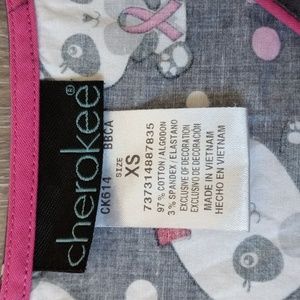 cherokee®
CK614 BBCA
SIZE
XS
737314887835
97% COTTON/ALGODON
3% SPANDEX/ELASTANO
EXCLUSIVE OF DECORATION
EXCLUSIVO DE DECORACIÓN
MADE IN VIETNAM
HECHO EN VIETNAM